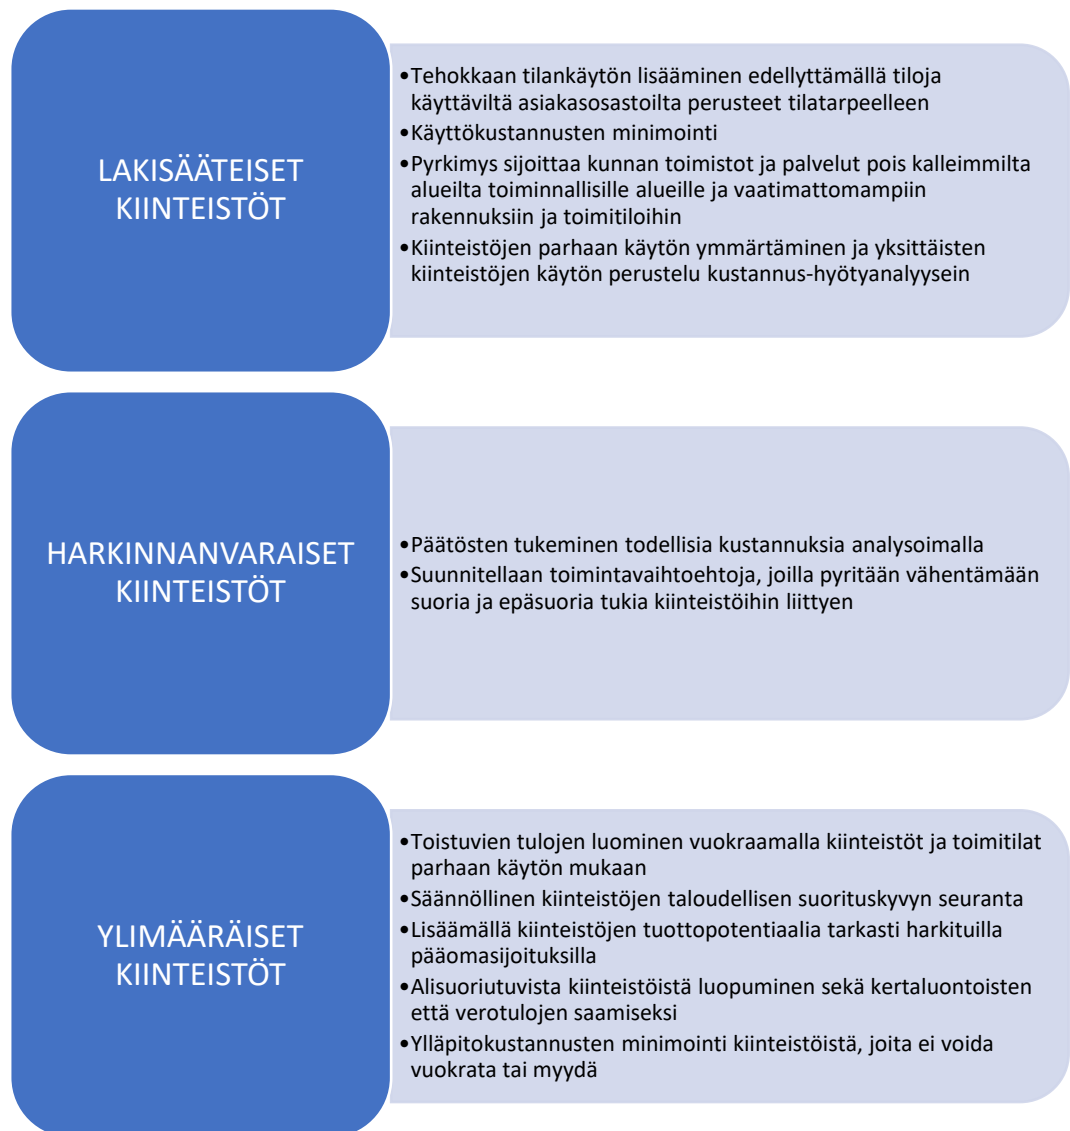 LAKISÄÄTEISET
KIINTEISTÖT
•Tehokkaan tilankäytön lisääminen edellyttämällä tiloja
käyttäviltä asiakasosastoilta perusteet tilatarpeelleen
•Käyttökustannusten minimointi
•Pyrkimys sijoittaa kunnan toimistot ja palvelut pois kalleimmilta
alueilta toiminnallisille alueille ja vaatimattomampiin
rakennuksiin ja toimitiloihin
•Kiinteistöjen parhaan käytön ymmärtäminen ja yksittäisten
kiinteistöjen käytön perustelu kustannus-hyötyanalyysein
HARKINNANVARAISET
KIINTEISTÖT
•Päätösten tukeminen todellisia kustannuksia analysoimalla
•Suunnitellaan toimintavaihtoehtoja, joilla pyritään vähentämään
suoria ja epäsuoria tukia kiinteistöihin liittyen
YLIMÄÄRÄISET
KIINTEISTÖT
•Toistuvien tulojen luominen vuokraamalla kiinteistöt ja toimitilat
parhaan käytön mukaan
•Säännöllinen kiinteistöjen taloudellisen suorituskyvyn seuranta
•Lisäämällä kiinteistöjen tuottopotentiaalia tarkasti harkituilla
pääomasijoituksilla
•Alisuoriutuvista kiinteistöistä luopuminen sekä kertaluontoisten
että verotulojen saamiseksi
•Ylläpitokustannusten minimointi kiinteistöistä, joita ei voida
vuokrata tai myydä